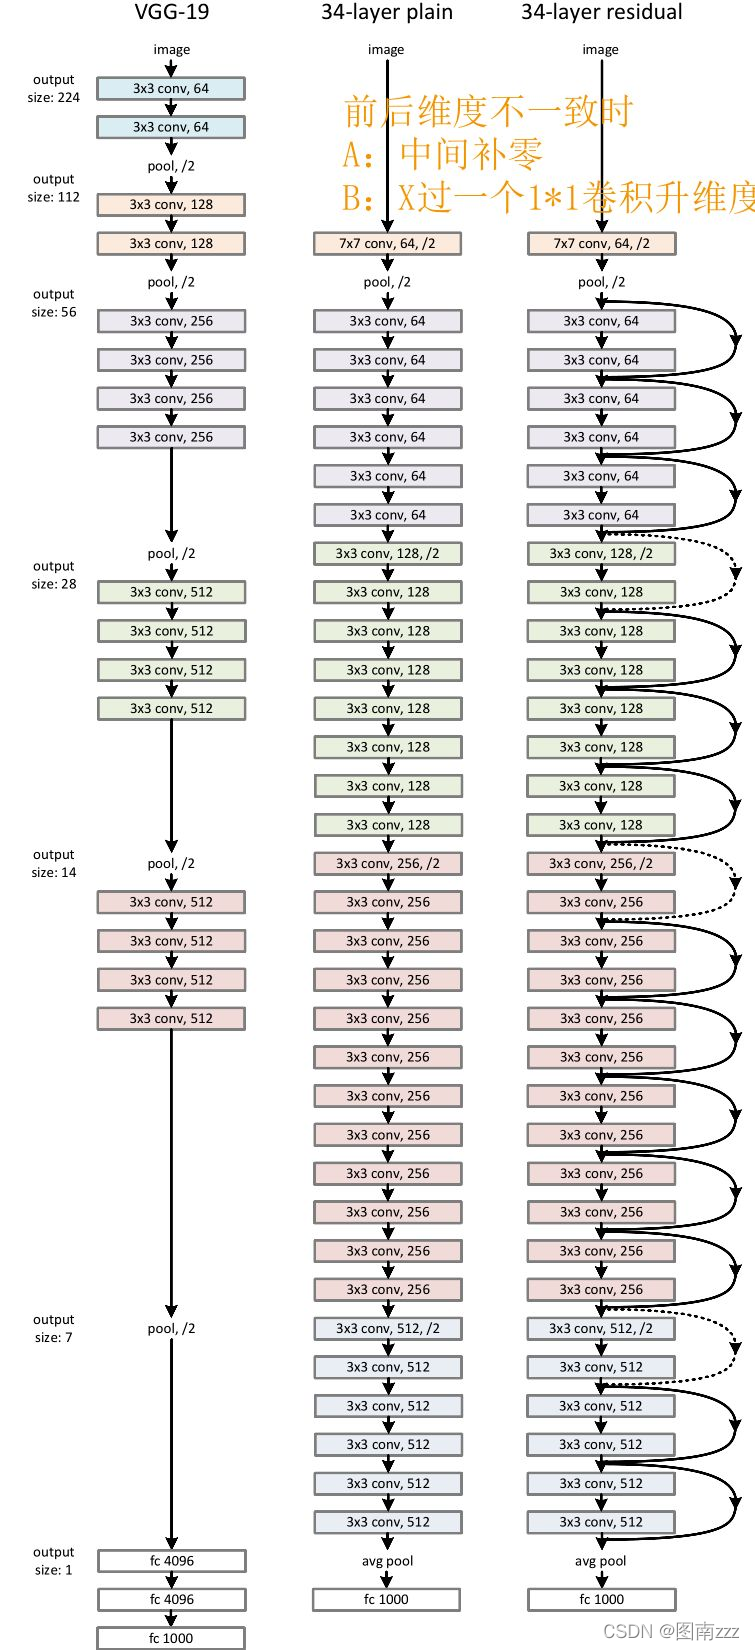 VGG-19
34-layer plain
34-layer residual
output
size: 224
output
size: 112
output
size: 56
output
size: 28
output
size: 14
output
size: 7
output
size: 1
image
3x3 conv, 64
3x3 conv, 64
pool, /2
3x3 conv, 128
3x3 conv, 128
pool, /2
3x3 conv, 256
3x3 conv, 256
3x3 conv, 256
3x3 conv, 256
pool, /2
3x3 conv, 512
3x3 conv, 512
3x3 conv, 512
3x3 conv, 512
pool, /2
3x3 conv, 512
3x3 conv, 512
3x3 conv, 512
3x3 conv, 512
pool, /2
fc 4096
fc 4096
fc 1000
前后维度不一致时
A：中间补零
B：X过一个1*1卷积升维度
image
7x7 conv, 64, /2
pool, /2
3x3 conv, 64
3x3 conv, 64
3x3 conv, 64
3x3 conv, 64
3x3 conv, 64
3x3 conv, 64
3x3 conv, 128, /2
3x3 conv, 128
3x3 conv, 128
3x3 conv, 128
3x3 conv, 128
3x3 conv, 128
3x3 conv, 128
3x3 conv, 128
3x3 conv, 256, /2
3x3 conv, 256
3x3 conv, 256
3x3 conv, 256
3x3 conv, 256
3x3 conv, 256
3x3 conv, 256
3x3 conv, 256
3x3 conv, 256
3x3 conv, 256
3x3 conv, 256
3x3 conv, 256
3x3 conv, 512, /2
3x3 conv, 512
3x3 conv, 512
3x3 conv, 512
3x3 conv, 512
3x3 conv, 512
avg pool
fc 1000
image
7x7 conv, 64, /2
pool, /2
3x3 conv, 64
3x3 conv, 64
3x3 conv, 64
3x3 conv, 64
3x3 conv, 64
3x3 conv, 64
3x3 conv, 128, /2
3x3 conv, 128
3x3 conv, 128
3x3 conv, 128
3x3 conv, 128
3x3 conv, 128
3x3 conv, 128
3x3 conv, 128
3x3 conv, 256, /2
3x3 conv, 256
3x3 conv, 256
3x3 conv, 256
3x3 conv, 256
3x3 conv, 256
3x3 conv, 256
3x3 conv, 256
3x3 conv, 256
3x3 conv, 256
3x3 conv, 256
3x3 conv, 256
3x3 conv, 512, /2
3x3 conv, 512
3x3 conv, 512
3x3 conv, 512
3x3 conv, 512
3x3 conv, 512
avg pool
fc 1000
CSDN @图南zzz